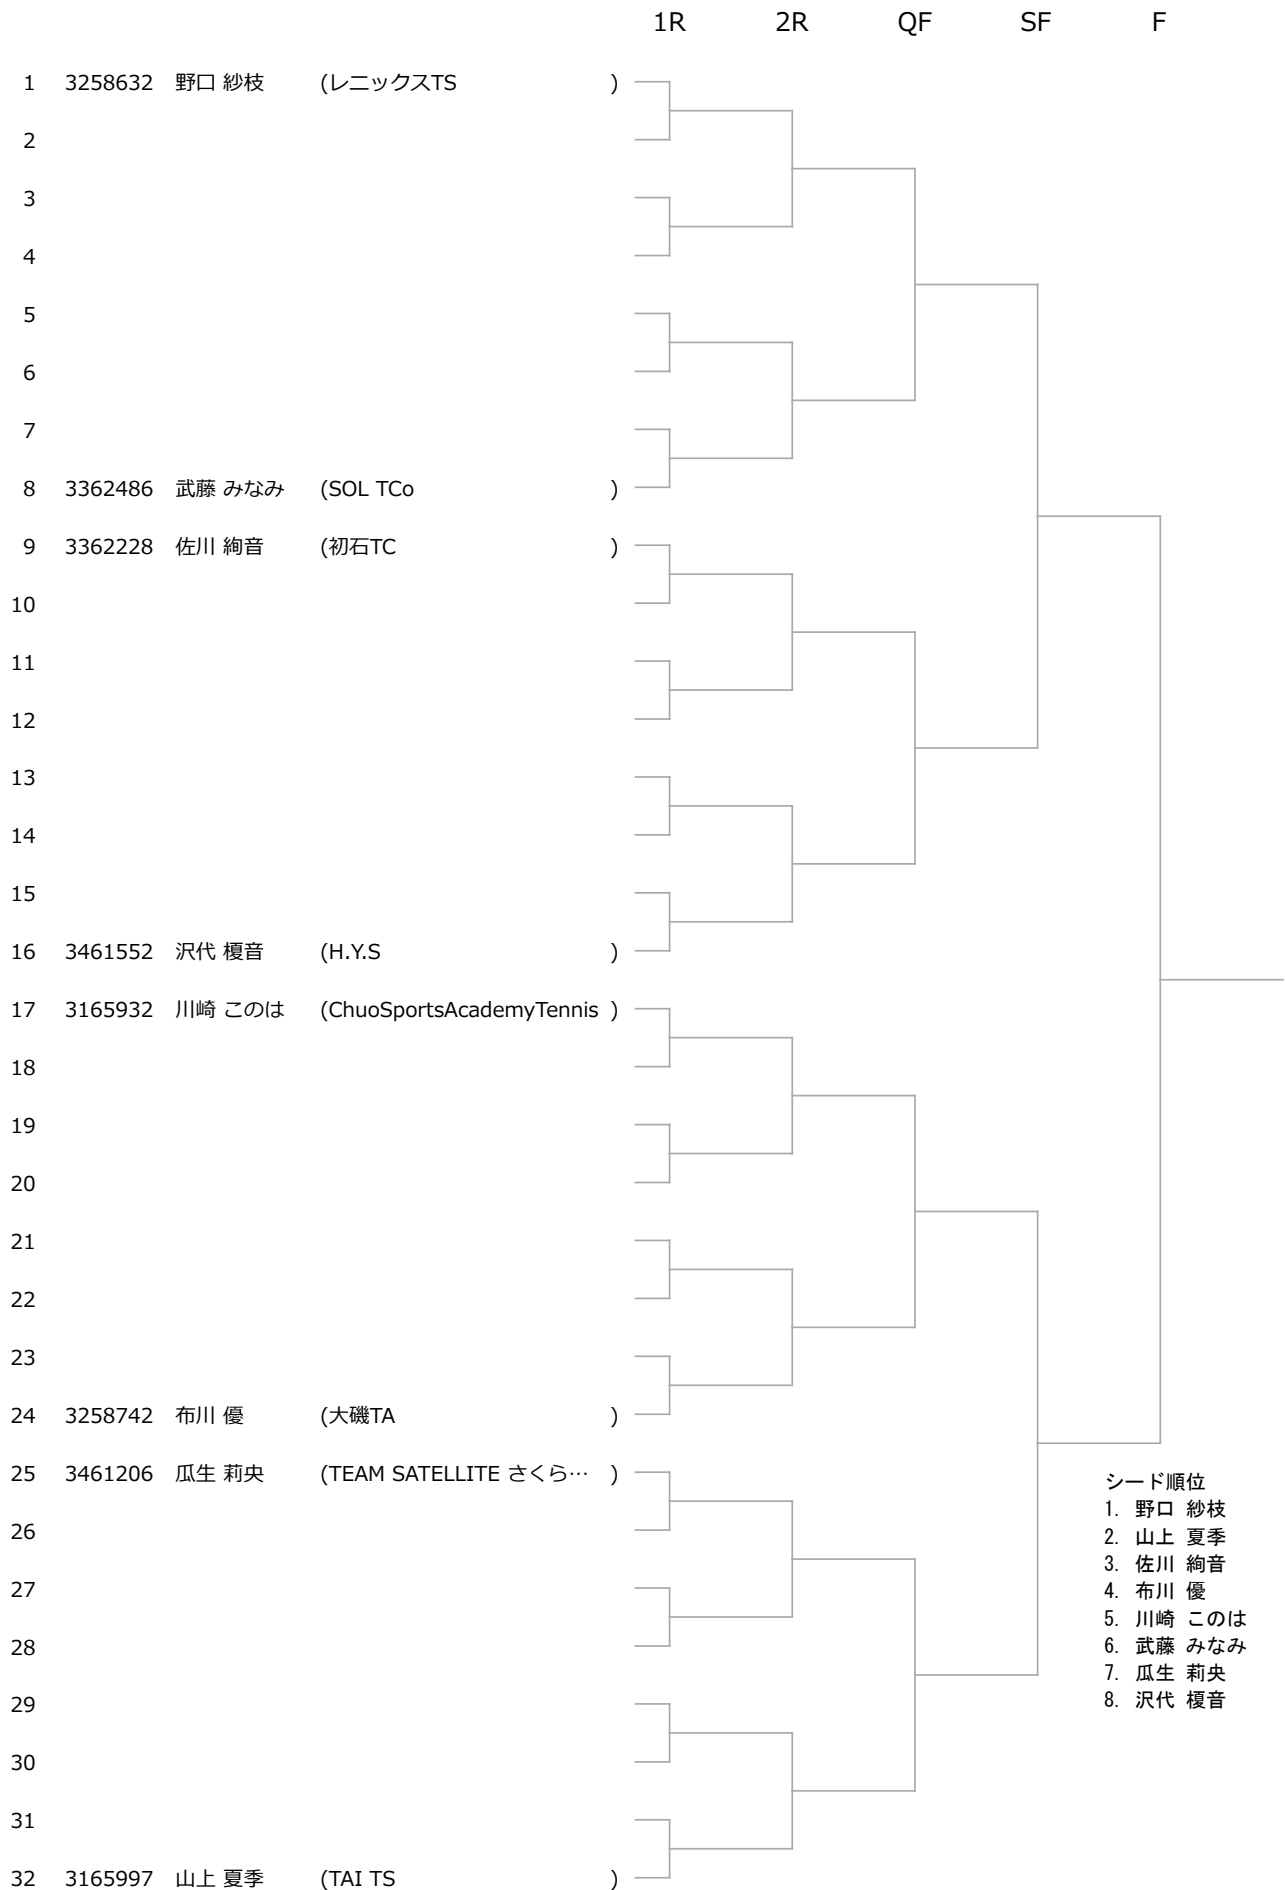 1R 2R QF SF F
1 3258632 野口 紗枝 (レニックスTS )
2
3
4
5
6
7
8 3362486 武藤 みなみ (SOL TCo )
9 3362228 佐川 絢音 (初石TC )
10
11
12
13
14
15
16 3461552 沢代 榎音 (H.Y.S )
17 3165932 川崎 このは (ChuoSportsAcademyTennis )
18
19
20
21
22
23
24 3258742 布川 優 (大磯TA )
25 3461206 瓜生 莉央 (TEAM SATELLITE さくら… )
26
27
28
29
30
31
32 3165997 山上 夏季 (TAI TS )
シード順位
1. 野口 紗枝
2. 山上 夏季
3. 佐川 絢音
4. 布川 優
5. 川崎 このは
6. 武藤 みなみ
7. 瓜生 莉央
8. 沢代 榎音